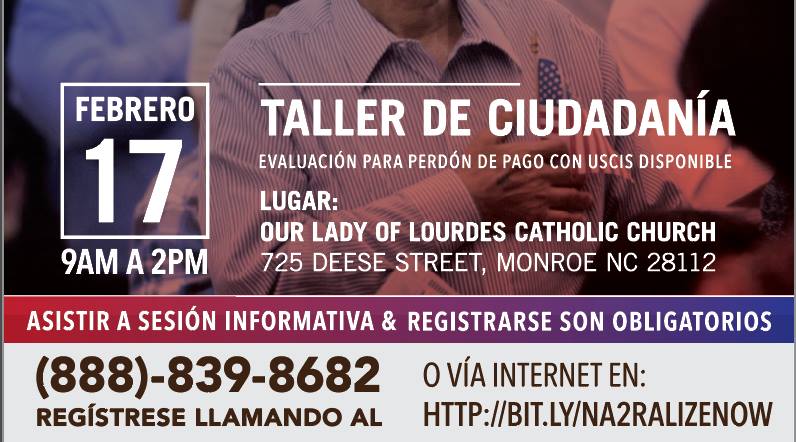 FEBRERO
17
9AM A 2PM
TALLER DE CIUDADANÍA
EVALUACIÓN PARA PERDÓN DE PAGO CON USCIS DISPONIBLE
LUGAR:
OUR LADY OF LOURDES CATHOLIC CHURCH
725 DEESE STREET, MONROE NC 28112
ASISTIR A SESIÓN INFORMATIVA & REGISTRARSE SON OBLIGATORIOS
(888)-839-8682
REGÍSTRESE LLAMANDO AL
O VÍA INTERNET EN:
HTTP://BIT.LY/NA2RALIZENOW